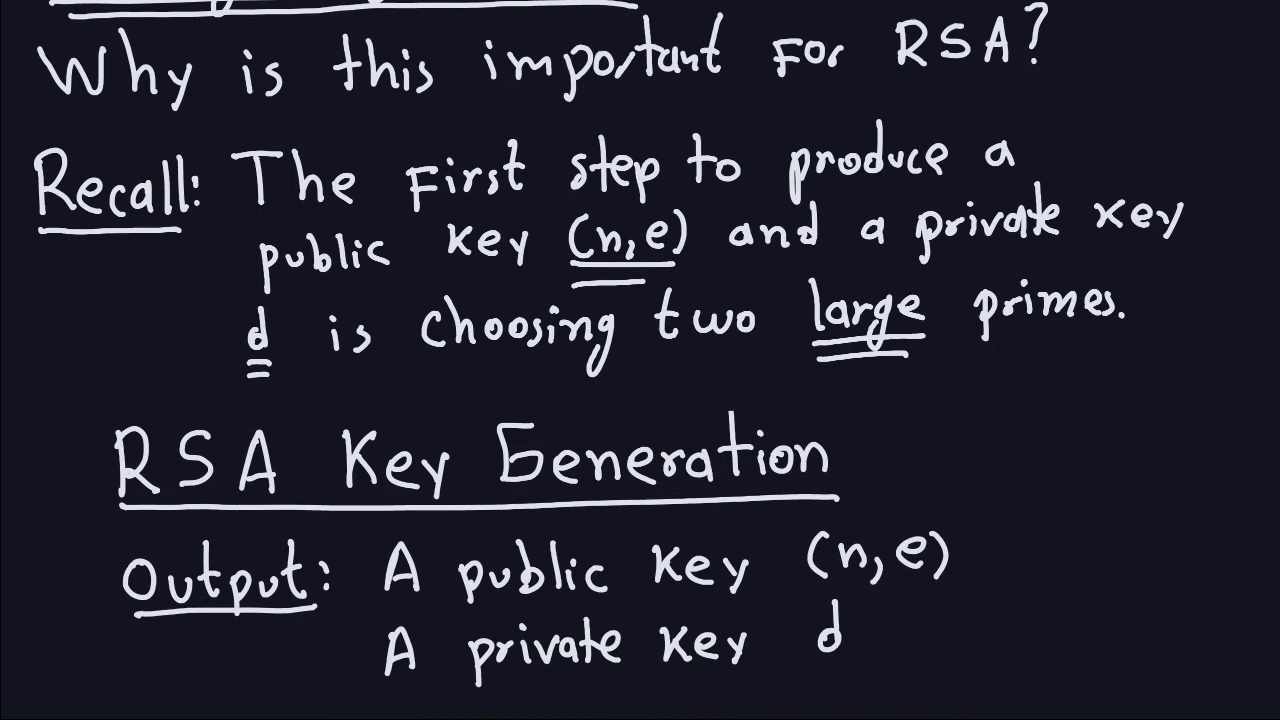 Why is this important For RSA?
Recall: The First step to produce a
public key (n,e) and a private key
d is choosing two large primes.
RSA Key Generation
Output: A public key (n,e)
A private key d